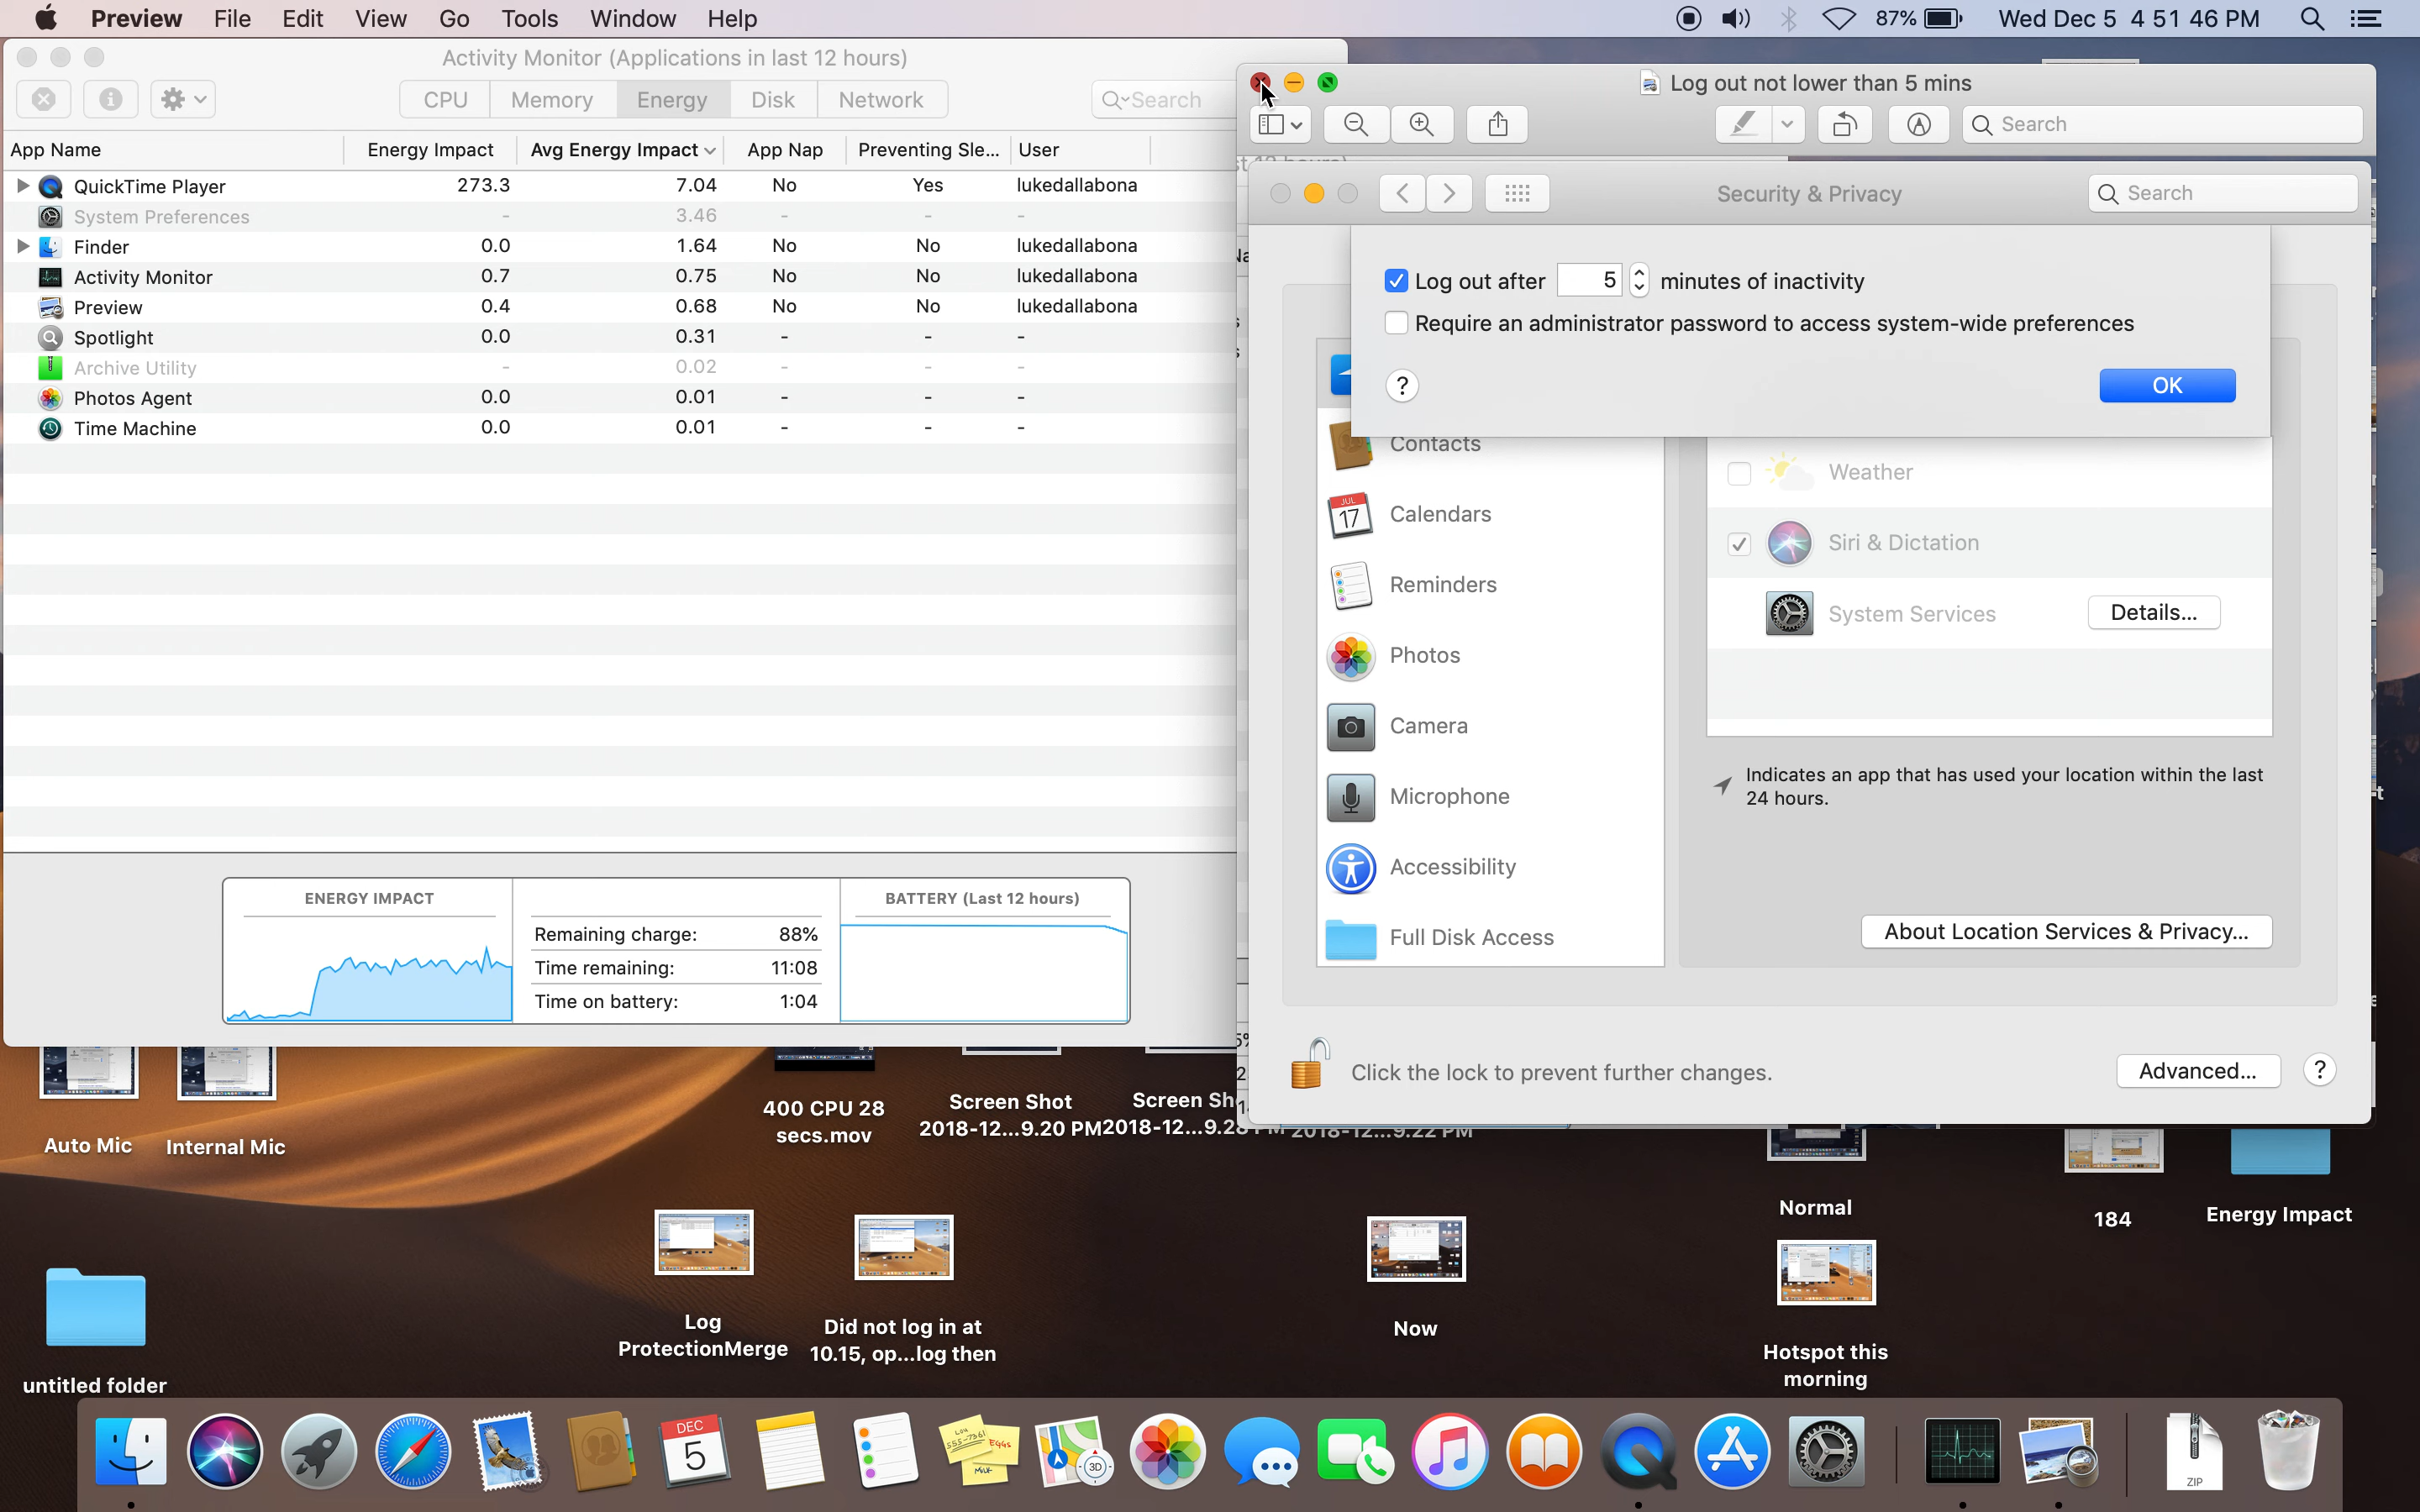 Preview File Edit View Go Tools Window Help 87% Wed Dec 5 4 51 46 PM
Activity Monitor (Applications in last 12 hours)
CPU Memory Energy Disk Network Search
App Name Energy Impact Avg Energy Impact App Nap Preventing Sle... User
QuickTime Player 273.3 7.04 No Yes lukedallabona
System Preferences - 3.46 - - -
Finder 0.0 1.64 No No lukedallabona
Activity Monitor 0.7 0.75 No No lukedallabona
Preview 0.4 0.68 No No lukedallabona
Spotlight 0.0 0.31 - - -
Archive Utility - 0.02 - - -
Photos Agent 0.0 0.01 - - -
Time Machine 0.0 0.01 - - -
ENERGY IMPACT
Remaining charge: 88%
Time remaining: 11:08
Time on battery: 1:04
BATTERY (Last 12 hours)
Log out not lower than 5 mins
Search
Security & Privacy
Search
Log out after 5 minutes of inactivity
Require an administrator password to access system-wide preferences
? OK
Contacts
Calendars
Reminders
Photos
Camera
Microphone
Accessibility
Full Disk Access
Weather
Siri & Dictation
System Services Details...
Indicates an app that has used your location within the last
24 hours.
About Location Services & Privacy...
Click the lock to prevent further changes.
Advanced... ?
Auto Mic
Internal Mic
400 CPU 28
secs.mov
Screen Shot
2018-12...9.20 PM
Screen Sh
2018-12...9.28 PM
2018-12...9.22 PM
Normal
184
Energy Impact
untitled folder
Log
ProtectionMerge
Did not log in at
10.15, op...log then
Now
Hotspot this
morning
JUL
17
DEC
5
3D
ZIP